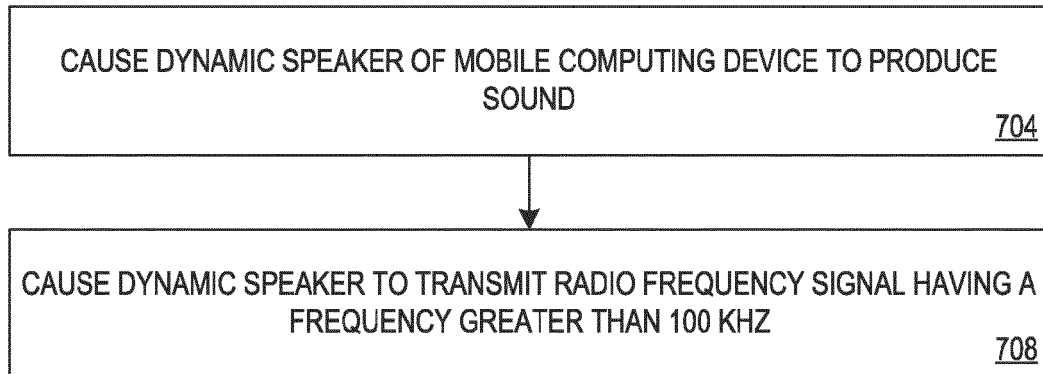 CAUSE DYNAMIC SPEAKER OF MOBILE COMPUTING DEVICE TO PRODUCE
SOUND
704
CAUSE DYNAMIC SPEAKER TO TRANSMIT RADIO FREQUENCY SIGNAL HAVING A
FREQUENCY GREATER THAN 100 KHZ
708